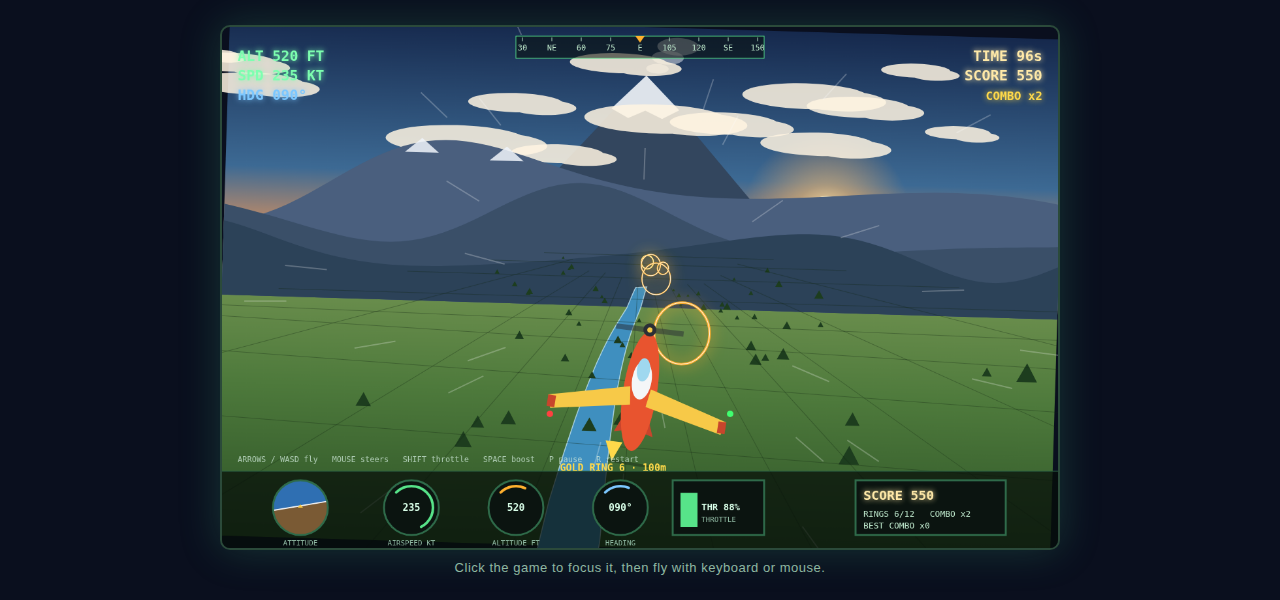 ALT 520 FT
SPD 235 KT
HDG 090°
30 NE 60 75 E 105 120 SE 150
TIME 96s
SCORE 550
COMBO x2
ARROWS / WASD fly MOUSE steers SHIFT throttle SPACE boost P pause R restart
GOLD RING 6 · 100m
235
AIRSPEED KT
520
ALTITUDE FT
090°
HEADING
ATTITUDE
THR 88%
THROTTLE
SCORE 550
RINGS 6/12 COMBO x2
BEST COMBO x0
Click the game to focus it, then fly with keyboard or mouse.